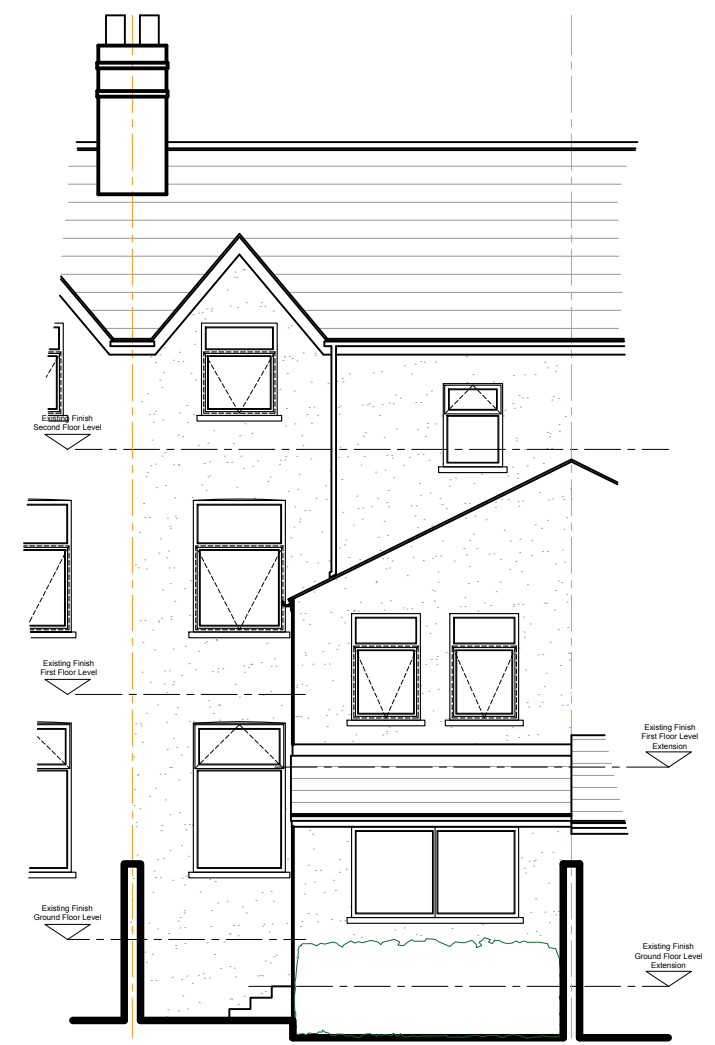 Existing Finish
Second Floor Level
Existing Finish
First Floor Level
Existing Finish
First Floor Level
Extension
Existing Finish
Ground Floor Level
Existing Finish
Ground Floor Level
Extension